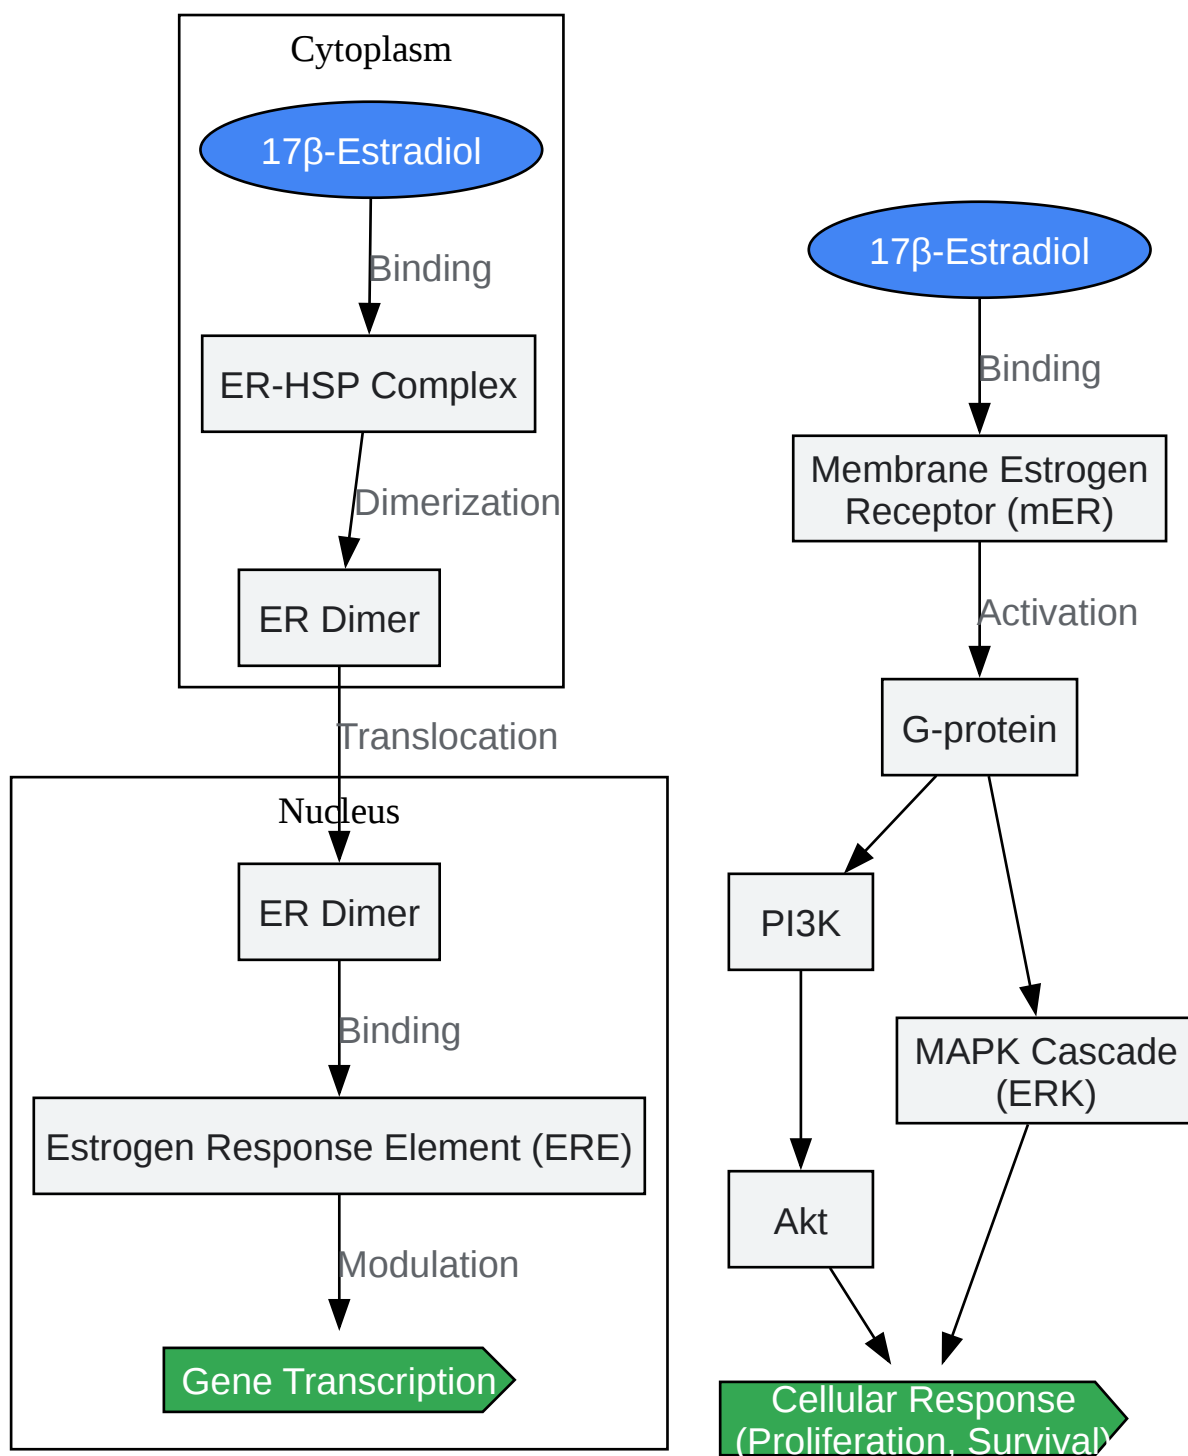 Cytoplasm
17β-Estradiol
Binding
ER-HSP Complex
Dimerization
ER Dimer
Translocation
Nucleus
ER Dimer
Binding
Estrogen Response Element (ERE)
Modulation
Gene Transcription
17β-Estradiol
Binding
Membrane Estrogen
Receptor (mER)
Activation
G-protein
PI3K
MAPK Cascade
(ERK)
Akt
Cellular Response
(Proliferation, Survival)